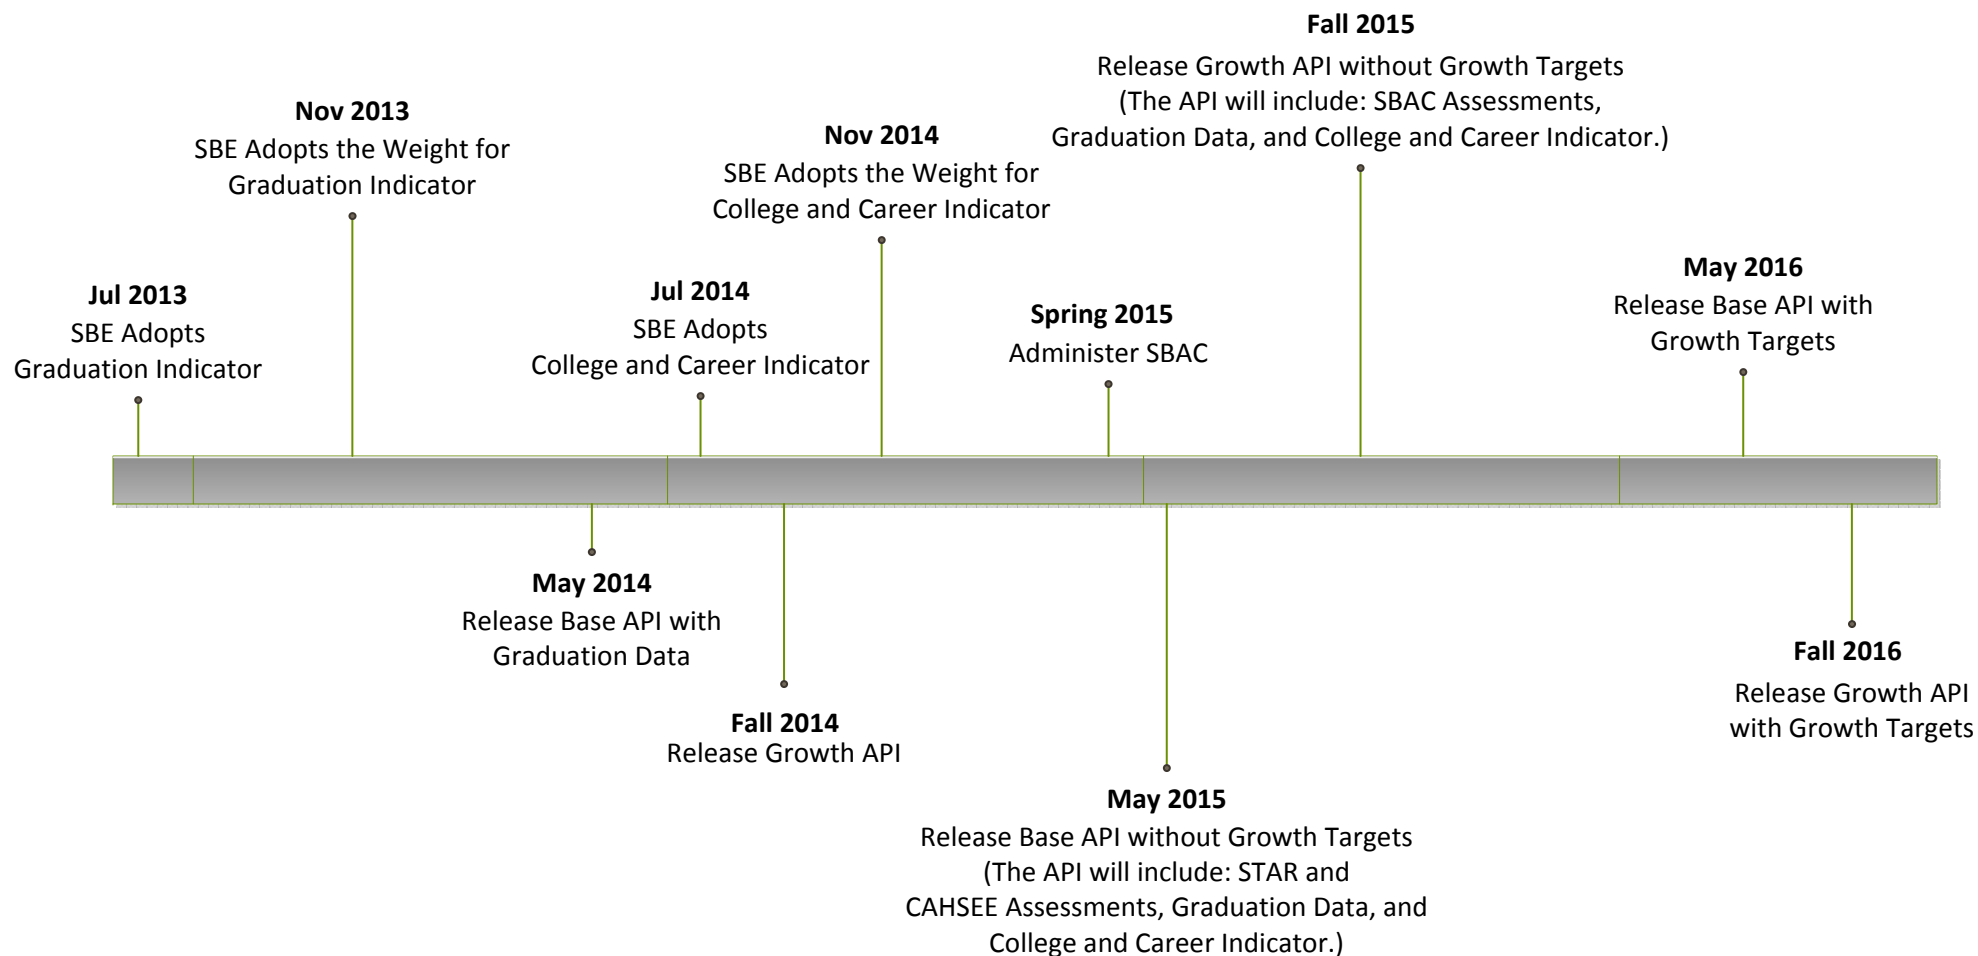 Jul 2013
SBE Adopts
Graduation Indicator
Nov 2013
SBE Adopts the Weight for
Graduation Indicator
May 2014
Release Base API with
Graduation Data
Jul 2014
SBE Adopts
College and Career Indicator
Fall 2014
Release Growth API
Nov 2014
SBE Adopts the Weight for
College and Career Indicator
Spring 2015
Administer SBAC
May 2015
Release Base API without Growth Targets
(The API will include: STAR and
CAHSEE Assessments, Graduation Data, and
College and Career Indicator.)
Fall 2015
Release Growth API without Growth Targets
(The API will include: SBAC Assessments,
Graduation Data, and College and Career Indicator.)
May 2016
Release Base API with
Growth Targets
Fall 2016
Release Growth API
with Growth Targets